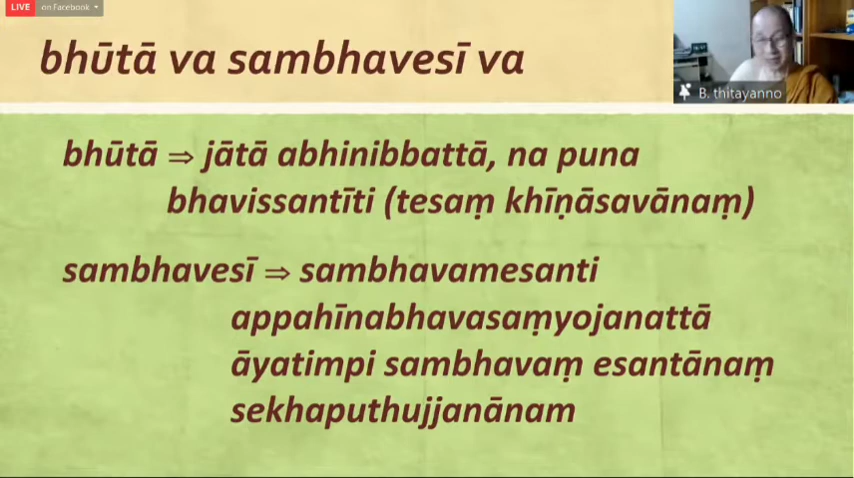 LIVE on Facebook
bhūtā va sambhavesī va
B. thitayanno
bhūtā ⇒ jātā abhinibbattā, na puna
bhavissantīti (tesaṃ khīṇāsavānaṃ)
sambhavesī ⇒ sambhavamesanti
appahīnabhavasaṃyojanattā
āyatimpi sambhavaṃ esantānaṃ
sekhaputhujjanānam